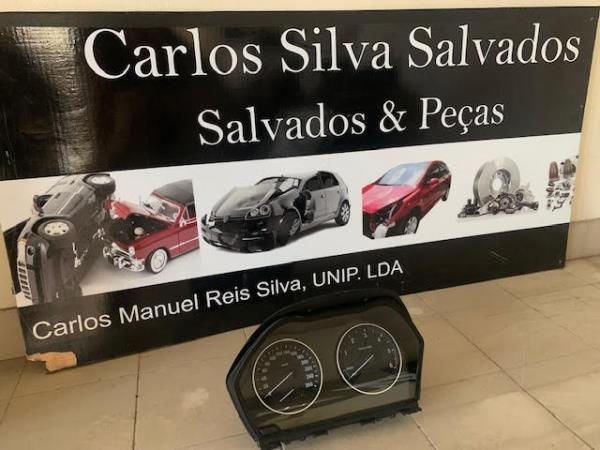 Carlos Silva Salvados
Salvados & Peças
Carlos Manuel Reis Silva, UNIP. LDA